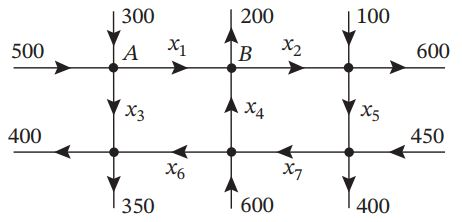 300 200 100
500 A x₁ B x₂ 600
x₃ x₄ x₅
400 x₆ x₇ 450
350 600 400